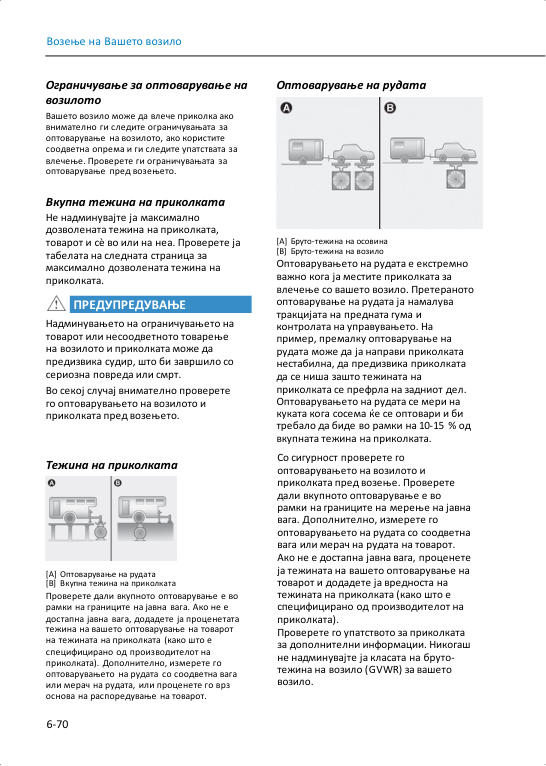 Возење на Вашето возило
Ограничување за оптоварување на
возилото
Вашето возило може да влече приколка ако
внимателно ги следите ограничувањата за
оптоварување на возилото, ако користите
соодветна опрема и ги следите упатствата за
влечење. Проверете ги ограничувањата за
оптоварување пред возењето.
Вкупна тежина на приколката
Не надминувајте ја максимално
дозволената тежина на приколката,
товарот и сѐ во или на неа. Проверете ја
табелата на следната страница за
максимално дозволената тежина на
приколката.
ПРЕДУПРЕДУВАЊЕ
Надминувањето на ограничувањето на
товарот или несоодветното товарење
на возилото и приколката може да
предизвика судир, што би завршило со
сериозна повреда или смрт.
Во секој случај внимателно проверете
го оптоварувањето на возилото и
приколката пред возењето.
Тежина на приколката
A
B
[A] Оптоварување на рудата
[B] Вкупна тежина на приколката
Проверете дали вкупното оптоварување е во
рамки на границите на јавна вага. Ако не е
достапна јавна вага, додадете ја проценетата
тежина на вашето оптоварување на товарот
на тежината на приколката (како што е
специфицирано од производителот на
приколката). Дополнително, измерете го
оптоварувањето на рудата со соодветна вага
или мерач на рудата, или проценете го врз
основа на распоредување на товарот.
Оптоварување на рудата
A
B
[A] Бруто-тежина на осовина
[B] Бруто-тежина на возило
Оптоварувањето на рудата е екстремно
важно кога ја местите приколката за
влечење со вашето возило. Претераното
оптоварување на рудата ја намалува
тракцијата на предната гума и
контролата на управувањето. На
пример, премалку оптоварување на
рудата може да ја направи приколката
нестабилна, да предизвика приколката
да се ниша зашто тежината на
приколката се префрла на задниот дел.
Оптоварувањето на рудата се мери на
куката кога сосема ќе се оптовари и би
требало да биде во рамки на 10-15 % од
вкупната тежина на приколката.
Со сигурност проверете го
оптоварувањето на возилото и
приколката пред возење. Проверете
дали вкупното оптоварување е во
рамки на границите на мерење на јавна
вага. Дополнително, измерете го
оптоварувањето на рудата со соодветна
вага или мерач на рудата на товарот.
Ако не е достапна јавна вага, проценете
ја тежината на вашето оптоварување на
товарот и додадете ја вредноста на
тежината на приколката (како што е
специфицирано од производителот на
приколката).
Проверете го упатството за приколката
за дополнителни информации. Никогаш
не надминувајте ја класата на бруто-
тежина на возило (GVWR) за вашето
возило.
6-70